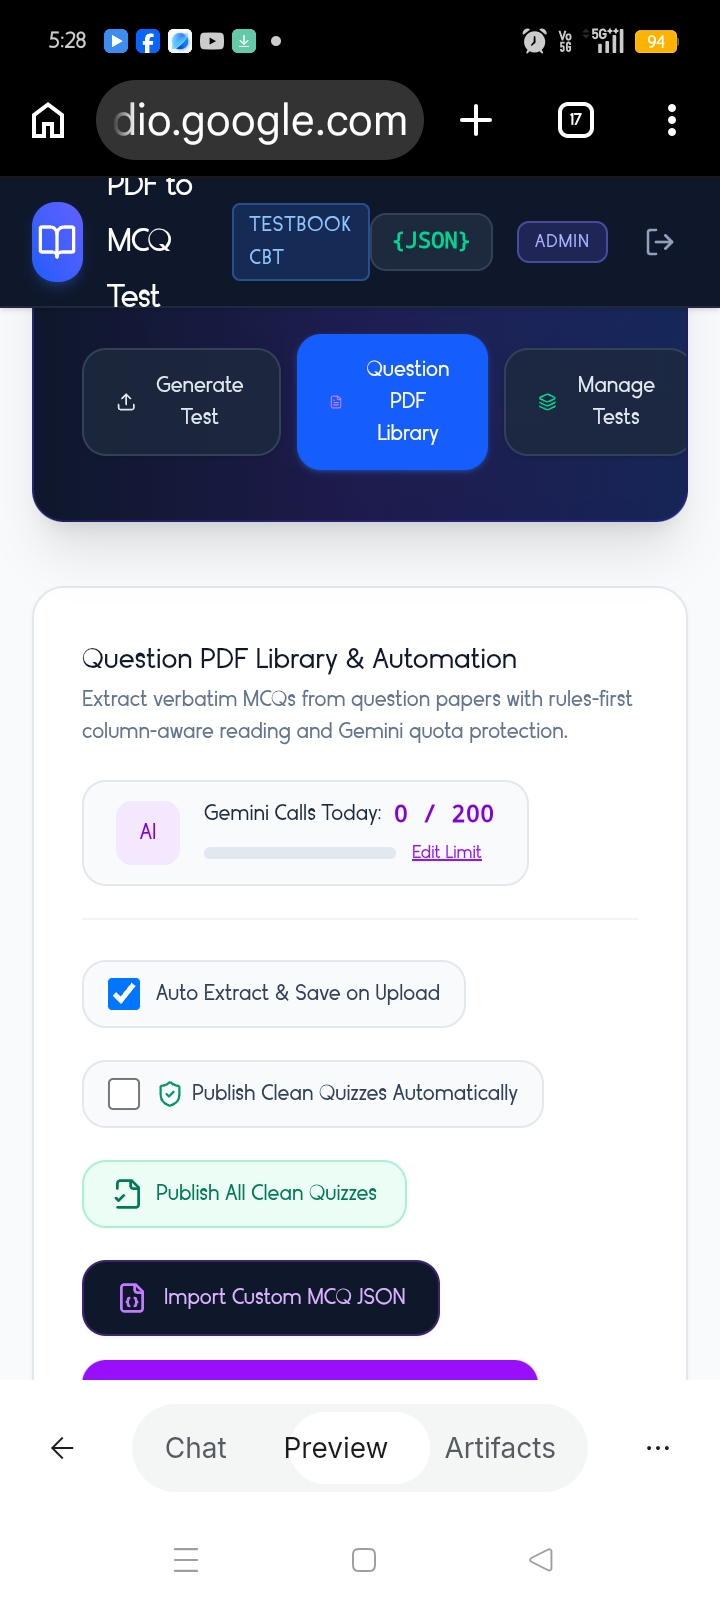 5:28
Vo 5G
5G++
94
dio.google.com
17
PDF to
MCQ
Test
TESTBOOK
CBT
{JSON}
ADMIN
Generate
Test
Question
PDF
Library
Manage
Tests
Question PDF Library & Automation
Extract verbatim MCQs from question papers with rules-first
column-aware reading and Gemini quota protection.
AI
Gemini Calls Today: 0 / 200
Edit Limit
Auto Extract & Save on Upload
Publish Clean Quizzes Automatically
Publish All Clean Quizzes
Import Custom MCQ JSON
Chat
Preview
Artifacts